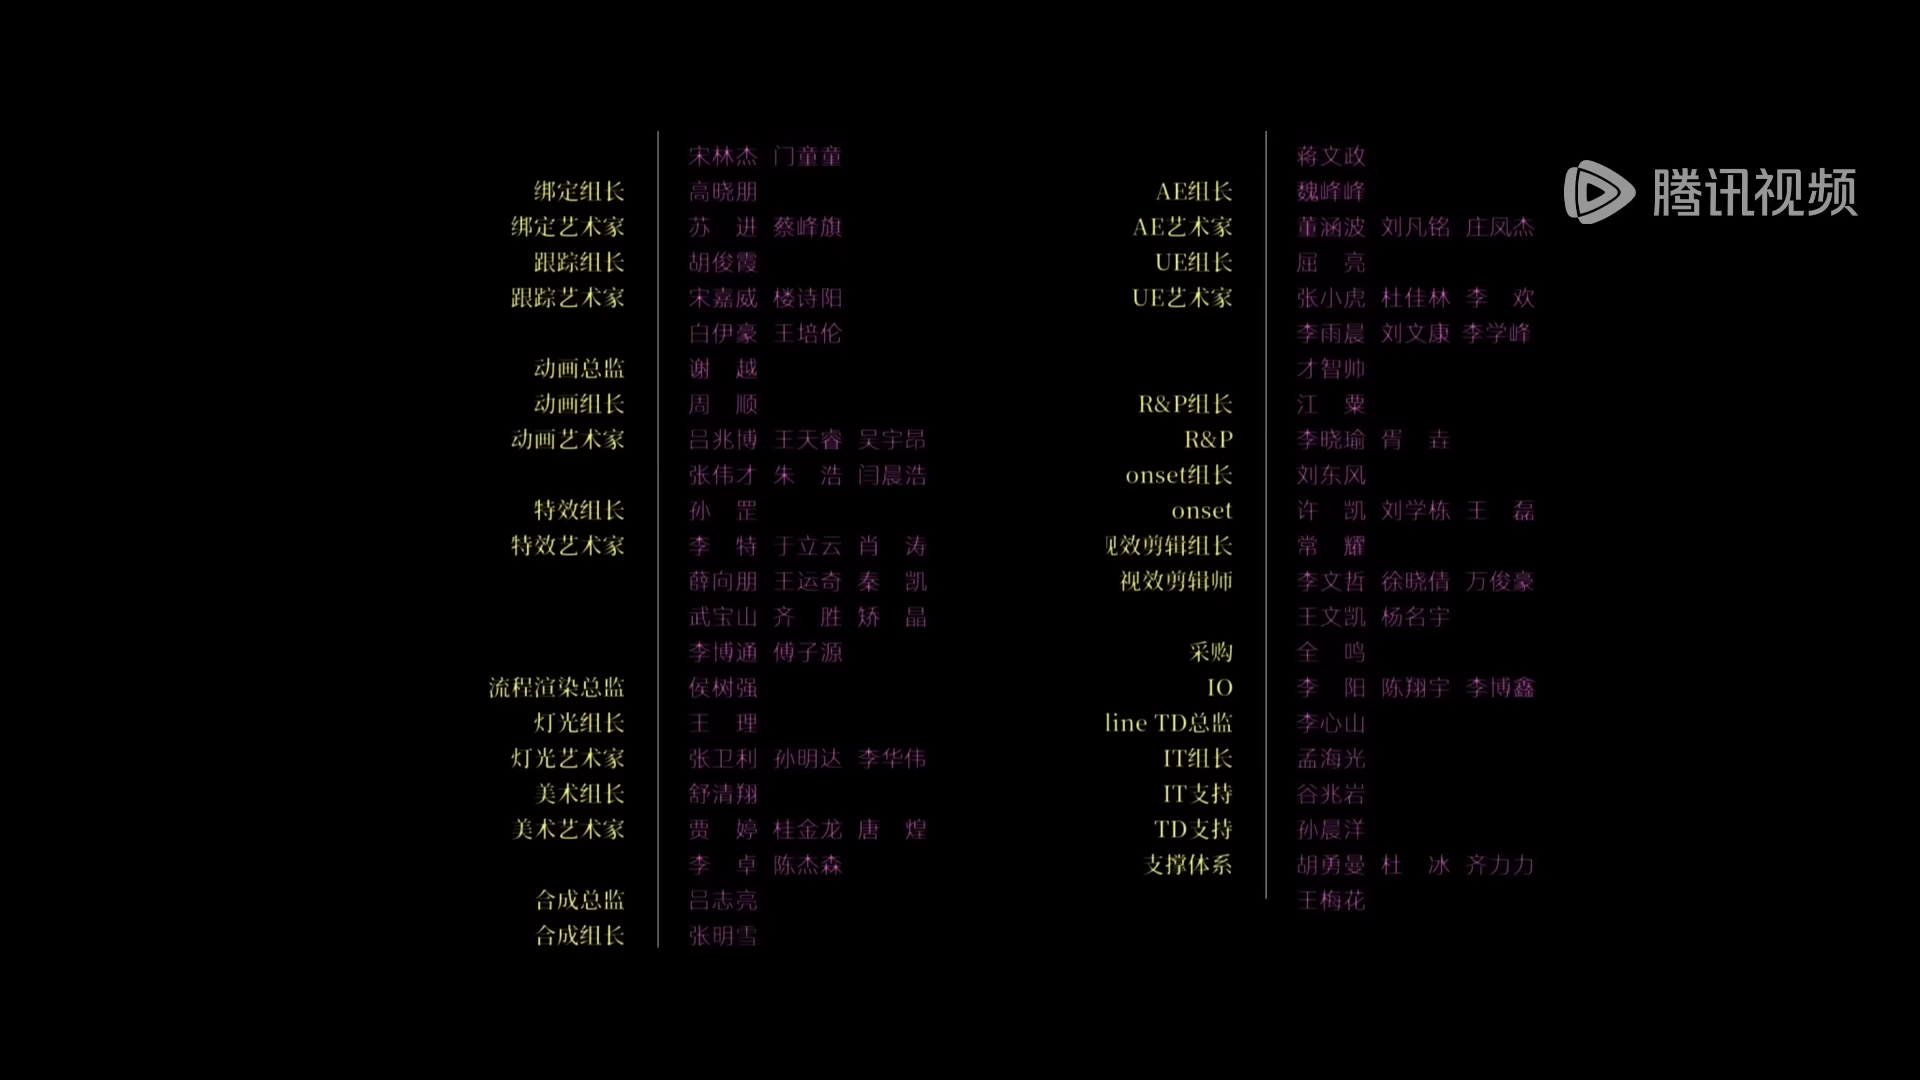 宋林杰 门童童
绑定组长 高晓朋
绑定艺术家 苏 进 蔡峰旗
跟踪组长 胡俊霞
跟踪艺术家 宋嘉威 楼诗阳
白伊豪 王培伦
动画总监 谢 越
动画组长 周 顺
动画艺术家 吕兆博 王天睿 吴宇昂
张伟才 朱 浩 闫晨浩
特效组长 孙 罡
特效艺术家 李 特 于立云 肖 涛
薛向朋 王运奇 秦 凯
武宝山 齐 胜 矫 晶
李博通 傅子源
流程渲染总监 侯树强
灯光组长 王 理
灯光艺术家 张卫利 孙明达 李华伟
美术组长 舒清翔
美术艺术家 贾 婷 桂金龙 唐 煌
李 卓 陈杰森
合成总监 吕志亮
合成组长 张明雪
蒋文政
AE组长 魏峰峰
AE艺术家 董涵波 刘凡铭 庄凤杰
UE组长 屈 亮
UE艺术家 张小虎 杜佳林 李 欢
李雨晨 刘文康 李学峰
才智帅
R&P组长 江 粟
R&P 李晓瑜 胥 垚
onset组长 刘东风
onset 许 凯 刘学栋 王 磊
视效剪辑组长 常 耀
视效剪辑师 李文哲 徐晓倩 万俊豪
王文凯 杨名宇
采购 全 鸣
IO 李 阳 陈翔宇 李博鑫
line TD总监 李心山
IT组长 孟海光
IT支持 谷兆岩
TD支持 孙晨洋
支撑体系 胡勇曼 杜 冰 齐力力
王梅花
腾讯视频